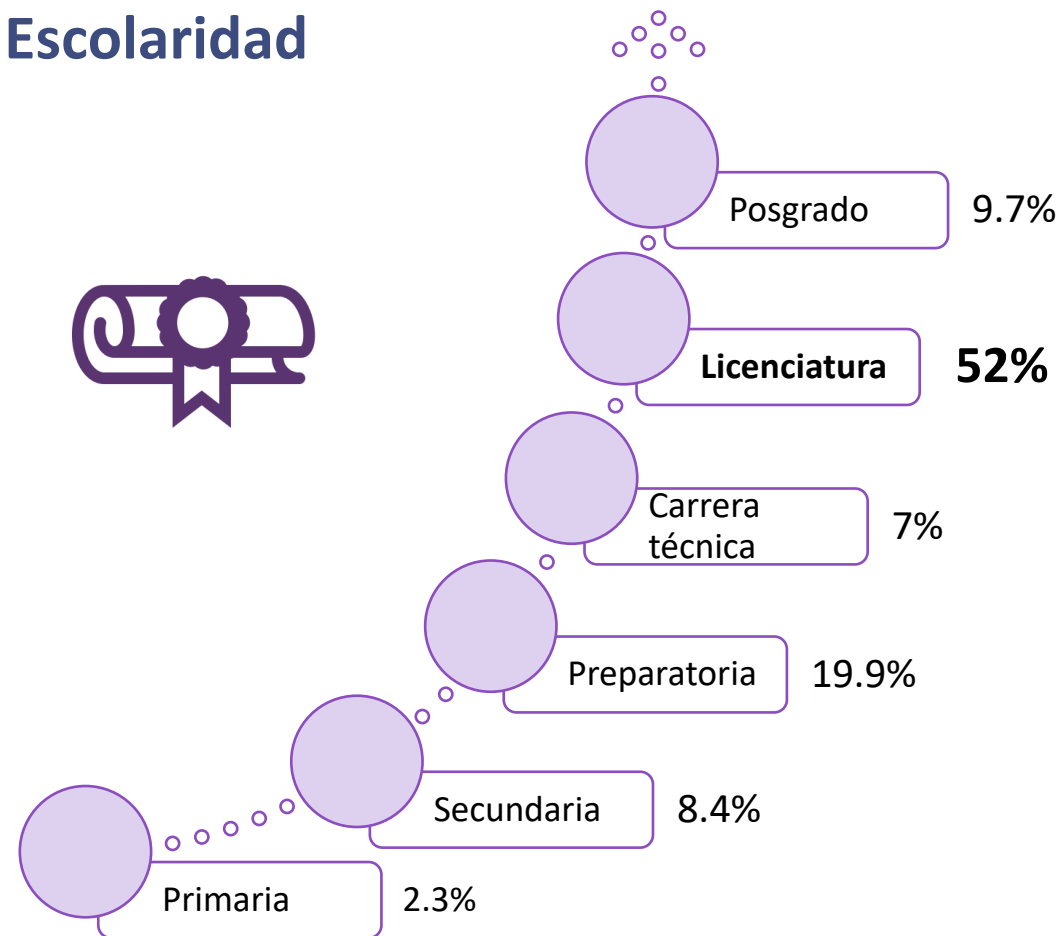 Escolaridad
Posgrado 9.7%
Licenciatura 52%
Carrera
técnica 7%
Preparatoria 19.9%
Secundaria 8.4%
Primaria 2.3%